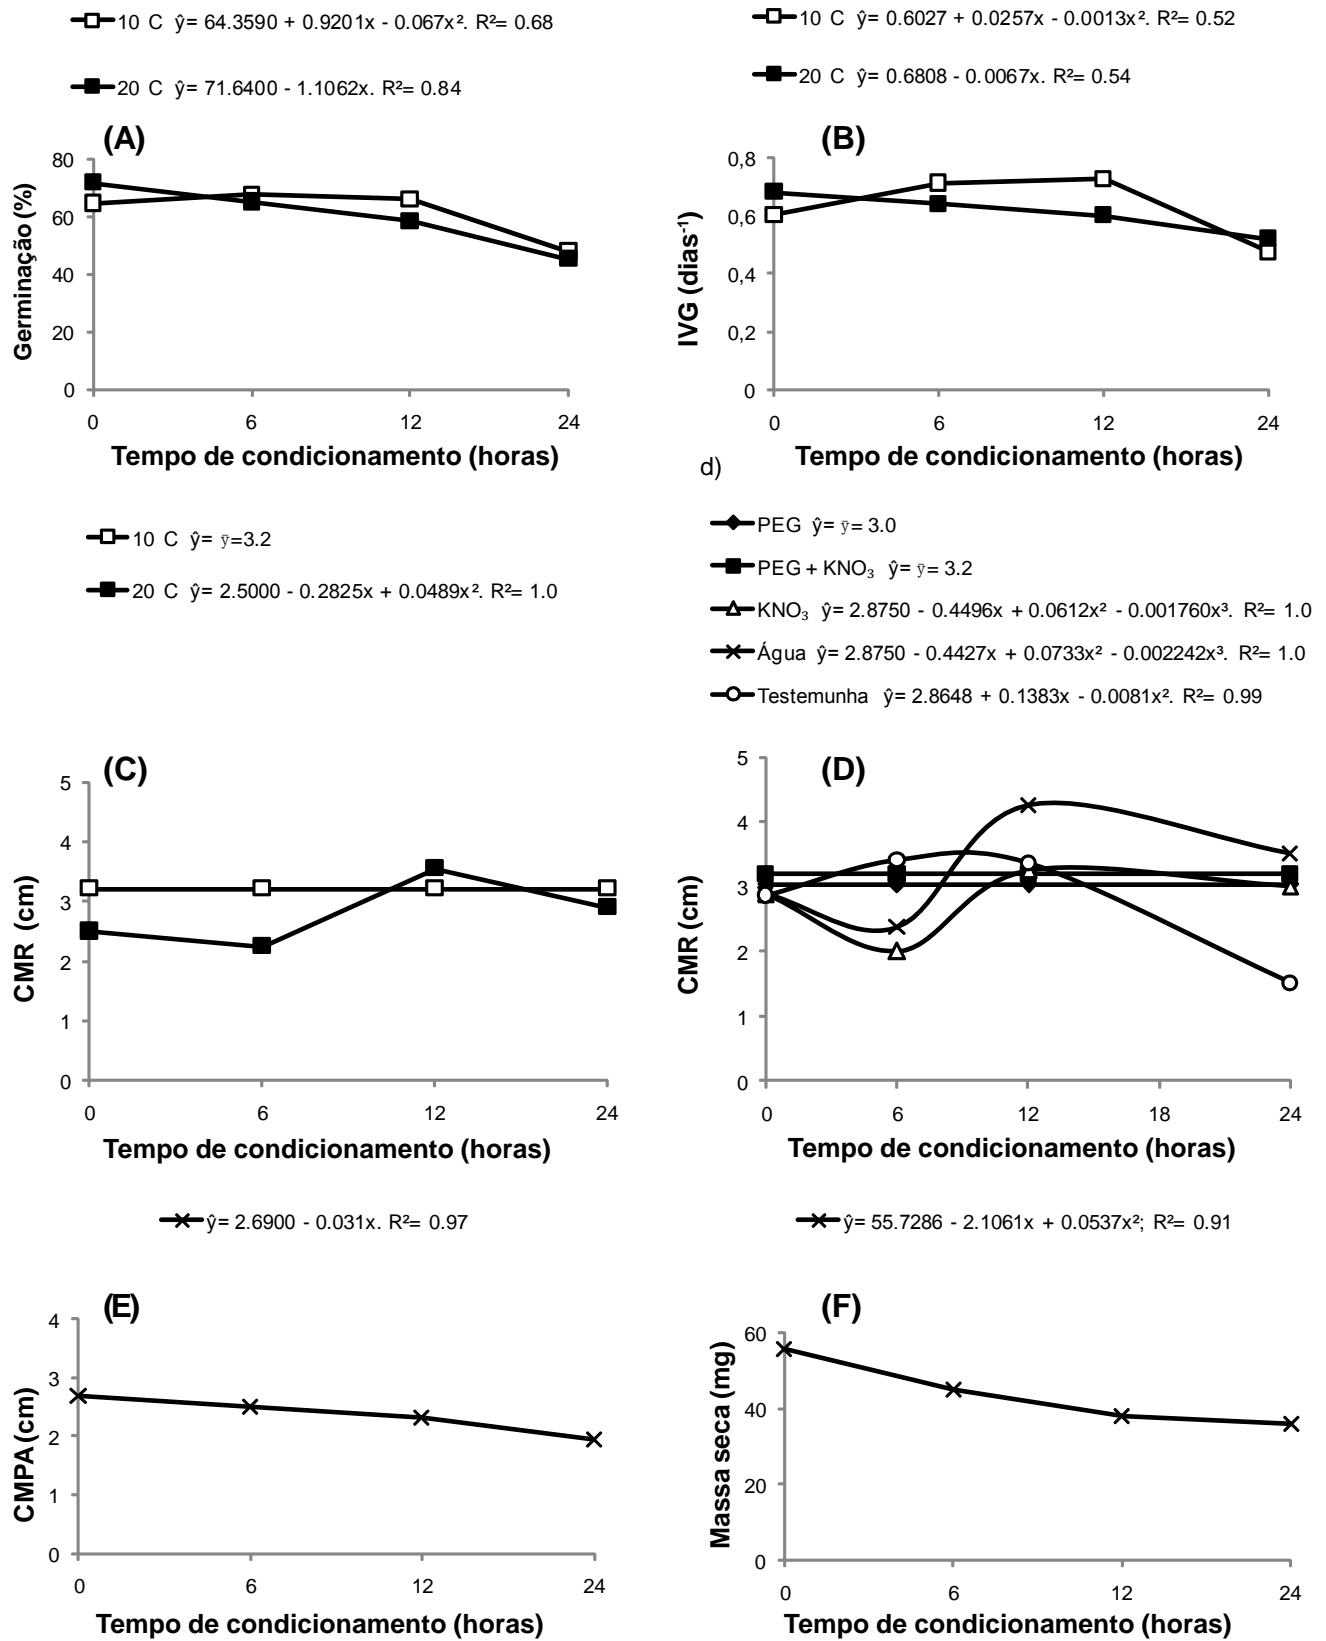 10 C ŷ= 64.3590 + 0.9201x - 0.067x². R²= 0.68
20 C ŷ= 71.6400 - 1.1062x. R²= 0.84
(A)
Germinação (%)
80
60
40
20
0
0 6 12 24
Tempo de condicionamento (horas)
10 C ŷ= 0.6027 + 0.0257x - 0.0013x². R²= 0.52
20 C ŷ= 0.6808 - 0.0067x. R²= 0.54
(B)
IVG (dias⁻¹)
0,8
0,6
0,4
0,2
0
0 6 12 24
Tempo de condicionamento (horas)
d)
10 C ŷ= ȳ=3.2
20 C ŷ= 2.5000 - 0.2825x + 0.0489x². R²= 1.0
(C)
CMR (cm)
5
4
3
2
1
0
0 6 12 24
Tempo de condicionamento (horas)
PEG ŷ= ȳ= 3.0
PEG + KNO₃ ŷ= ȳ= 3.2
KNO₃ ŷ= 2.8750 - 0.4496x + 0.0612x² - 0.001760x³. R²= 1.0
Água ŷ= 2.8750 - 0.4427x + 0.0733x² - 0.002242x³. R²= 1.0
Testemunha ŷ= 2.8648 + 0.1383x - 0.0081x². R²= 0.99
(D)
CMR (cm)
5
4
3
2
1
0
0 6 12 18 24
Tempo de condicionamento (horas)
ŷ= 2.6900 - 0.031x. R²= 0.97
(E)
CMPA (cm)
4
3
2
1
0
0 6 12 24
Tempo de condicionamento (horas)
ŷ= 55.7286 - 2.1061x + 0.0537x²; R²= 0.91
(F)
Massa seca (mg)
60
40
20
0
0 6 12 24
Tempo de condicionamento (horas)